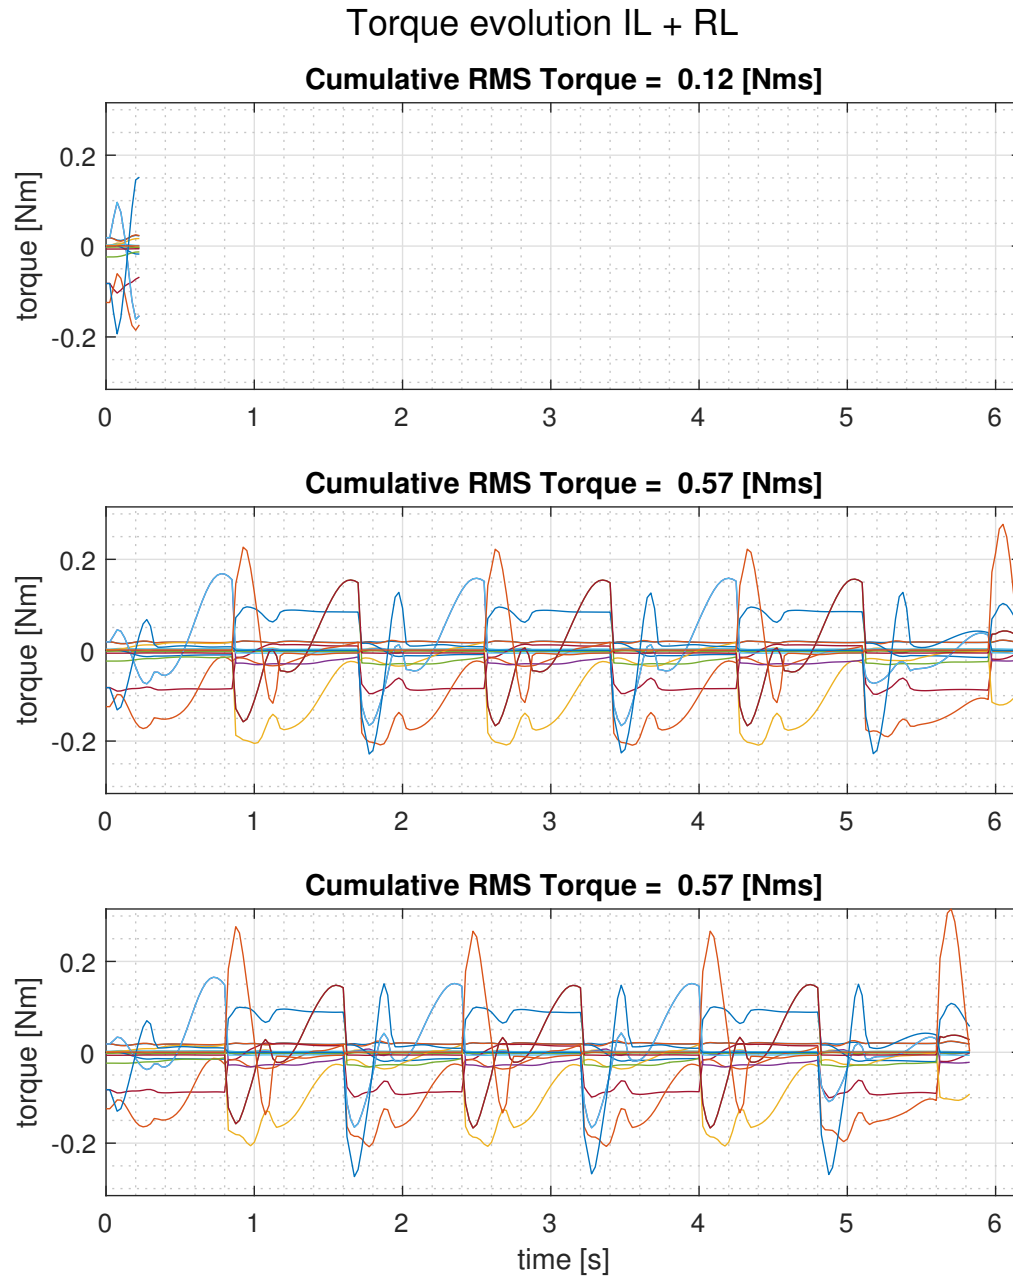 Torque evolution IL + RL
Cumulative RMS Torque =  0.12 [Nms]
torque [Nm]
0.2
0
-0.2
0 1 2 3 4 5 6
Cumulative RMS Torque =  0.57 [Nms]
torque [Nm]
0.2
0
-0.2
0 1 2 3 4 5 6
Cumulative RMS Torque =  0.57 [Nms]
torque [Nm]
0.2
0
-0.2
0 1 2 3 4 5 6
time [s]